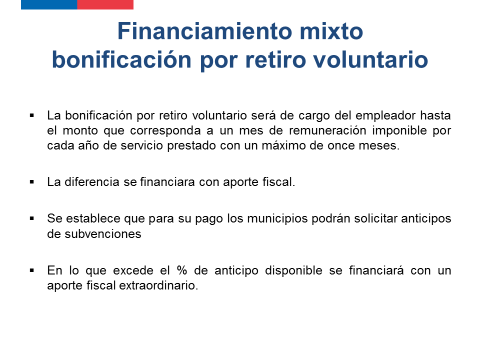 Financiamiento mixto
bonificación por retiro voluntario
▪ La bonificación por retiro voluntario será de cargo del empleador hasta
el monto que corresponda a un mes de remuneración imponible por
cada año de servicio prestado con un máximo de once meses.
▪ La diferencia se financiara con aporte fiscal.
▪ Se establece que para su pago los municipios podrán solicitar anticipos
de subvenciones
▪ En lo que excede el % de anticipo disponible se financiará con un
aporte fiscal extraordinario.